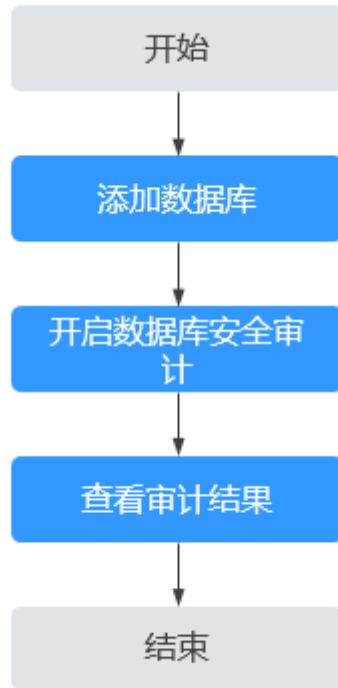 开始
添加数据库
开启数据库安全审
计
查看审计结果
结束